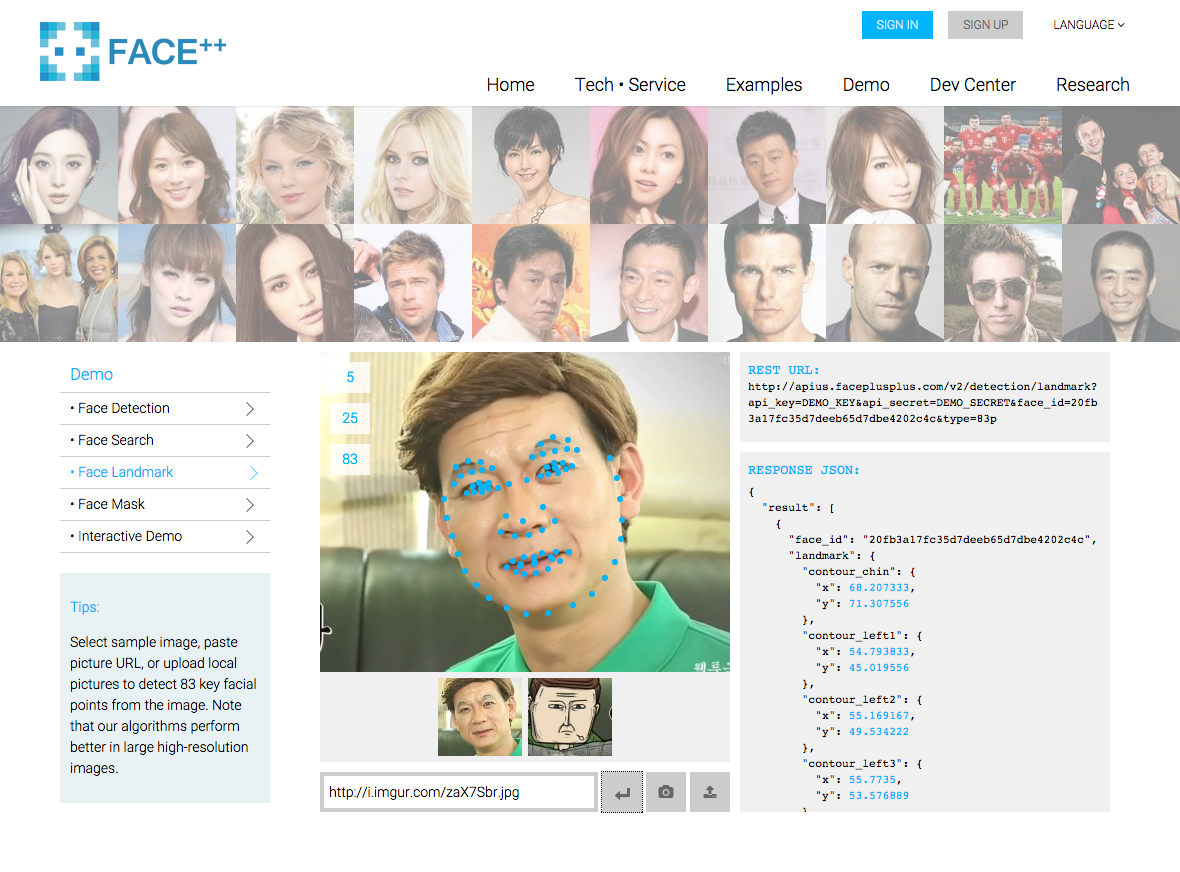 SIGN IN
SIGN UP
LANGUAGE
FACE++
Home
Tech • Service
Examples
Demo
Dev Center
Research
Demo
• Face Detection
• Face Search
• Face Landmark
• Face Mask
• Interactive Demo
Tips:
Select sample image, paste
picture URL, or upload local
pictures to detect 83 key facial
points from the image. Note
that our algorithms perform
better in large high-resolution
images.
5
25
83
http://i.imgur.com/zaX7Sbr.jpg
REST URL:
http://apius.faceplusplus.com/v2/detection/landmark?
api_key=DEMO_KEY&api_secret=DEMO_SECRET&face_id=20fb
3a17fc35d7deeb65d7dbe4202c4c&type=83p
RESPONSE JSON:
{
"result": [
{
"face_id": "20fb3a17fc35d7deeb65d7dbe4202c4c",
"landmark": {
"contour_chin": {
"x": 68.207333,
"y": 71.307556
},
"contour_left1": {
"x": 54.793833,
"y": 45.019556
},
"contour_left2": {
"x": 55.169167,
"y": 49.534222
},
"contour_left3": {
"x": 55.7735,
"y": 53.576889